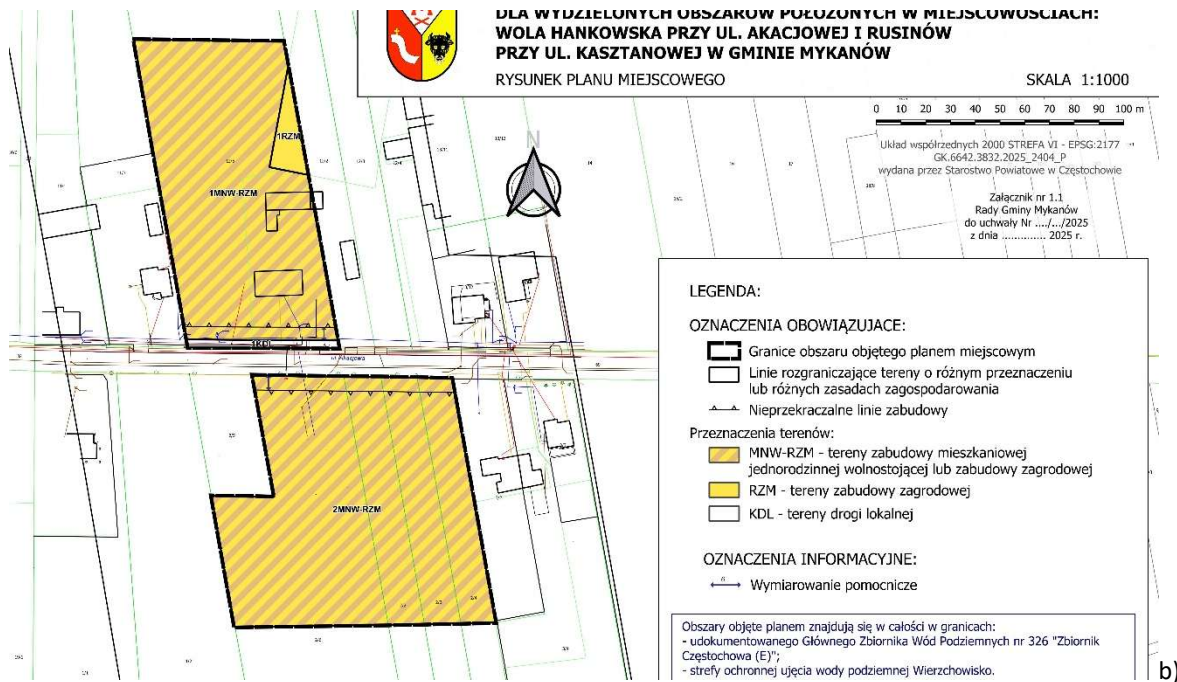 DLA WYDZIELONYCH OBSZARÓW POŁOŻONYCH W MIEJSCOWOŚCIACH:
WOLA HANKOWSKA PRZY UL. AKACJOWEJ I RUSINÓW
PRZY UL. KASZTANOWEJ W GMINIE MYKANÓW
RYSUNEK PLANU MIEJSCOWEGO
SKALA 1:1000
0 10 20 30 40 50 60 70 80 90 100 m
Układ współrzędnych 2000 STREFA VI - EPSG:2177
GK.6642.3832.2025_2404_P
wydana przez Starostwo Powiatowe w Częstochowie
Załącznik nr 1.1
Rady Gminy Mykanów
do uchwały Nr ..../.../2025
z dnia .............. 2025 r.
N
1RZM
1MNW-RZM
1KDL
ul. Akacjowa
2MNW-RZM
LEGENDA:
OZNACZENIA OBOWIĄZUJACE:
Granice obszaru objętego planem miejscowym
Linie rozgraniczające tereny o różnym przeznaczeniu
lub różnych zasadach zagospodarowania
Nieprzekraczalne linie zabudowy
Przeznaczenia terenów:
MNW-RZM - tereny zabudowy mieszkaniowej
jednorodzinnej wolnostojącej lub zabudowy zagrodowej
RZM - tereny zabudowy zagrodowej
KDL - tereny drogi lokalnej
OZNACZENIA INFORMACYJNE:
Wymiarowanie pomocnicze
Obszary objęte planem znajdują się w całości w granicach:
- udokumentowanego Głównego Zbiornika Wód Podziemnych nr 326 "Zbiornik
Częstochowa (E)";
- strefy ochronnej ujęcia wody podziemnej Wierzchowisko.
b)